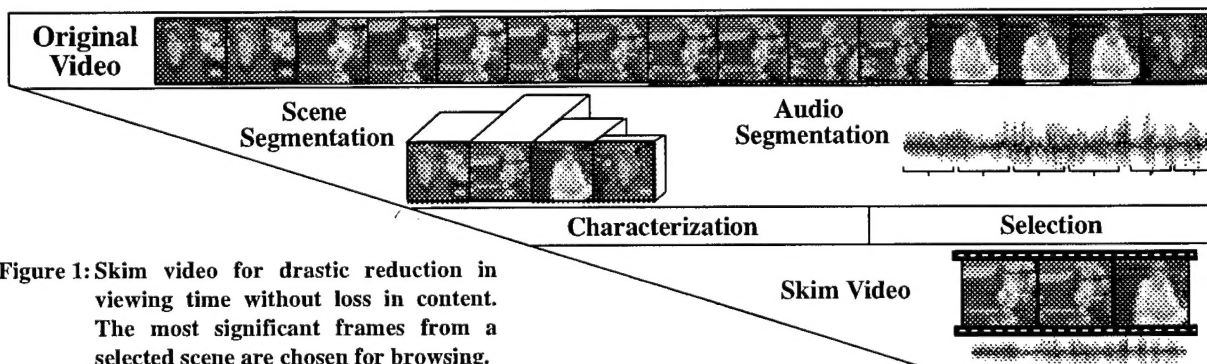 Original
Video
Scene
Segmentation
Audio
Segmentation
Characterization
Selection
Skim Video
Figure 1: Skim video for drastic reduction in
viewing time without loss in content.
The most significant frames from a
selected scene are chosen for browsing.